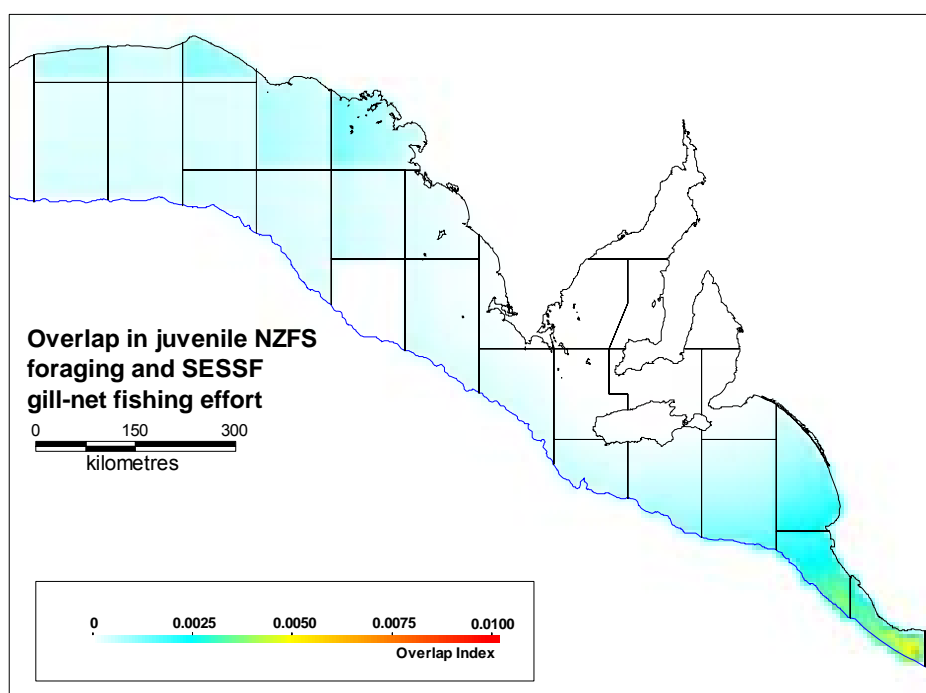 Overlap in juvenile NZFS
foraging and SESSF
gill-net fishing effort
0 150 300
kilometres
0 0.0025 0.0050 0.0075 0.0100
Overlap Index